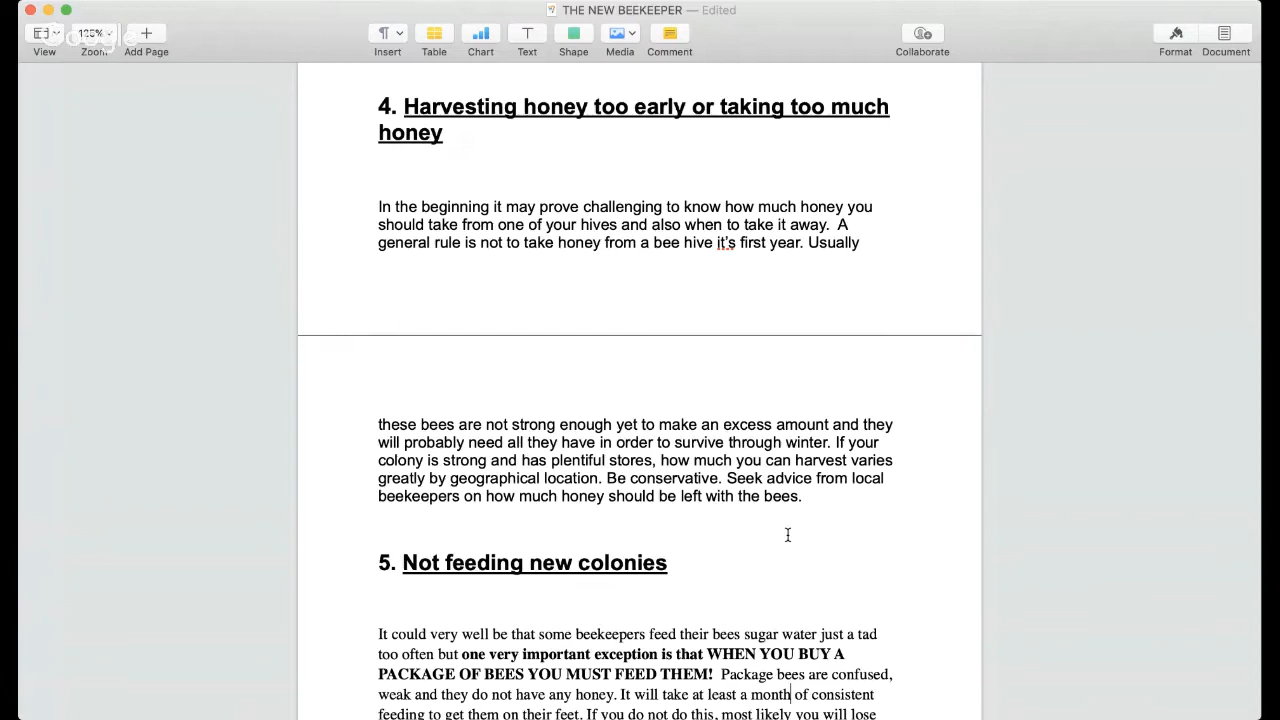 THE NEW BEEKEEPER — Edited
125%
Google
View
Zoom
Add Page
Insert
Table
Chart
Text
Shape
Media
Comment
Collaborate
Format
Document
4. Harvesting honey too early or taking too much
honey
In the beginning it may prove challenging to know how much honey you
should take from one of your hives and also when to take it away.  A
general rule is not to take honey from a bee hive it's first year. Usually
these bees are not strong enough yet to make an excess amount and they
will probably need all they have in order to survive through winter. If your
colony is strong and has plentiful stores, how much you can harvest varies
greatly by geographical location. Be conservative. Seek advice from local
beekeepers on how much honey should be left with the bees.
5. Not feeding new colonies
It could very well be that some beekeepers feed their bees sugar water just a tad
too often but one very important exception is that WHEN YOU BUY A
PACKAGE OF BEES YOU MUST FEED THEM!  Package bees are confused,
weak and they do not have any honey. It will take at least a month of consistent
feeding to get them on their feet. If you do not do this, most likely you will lose